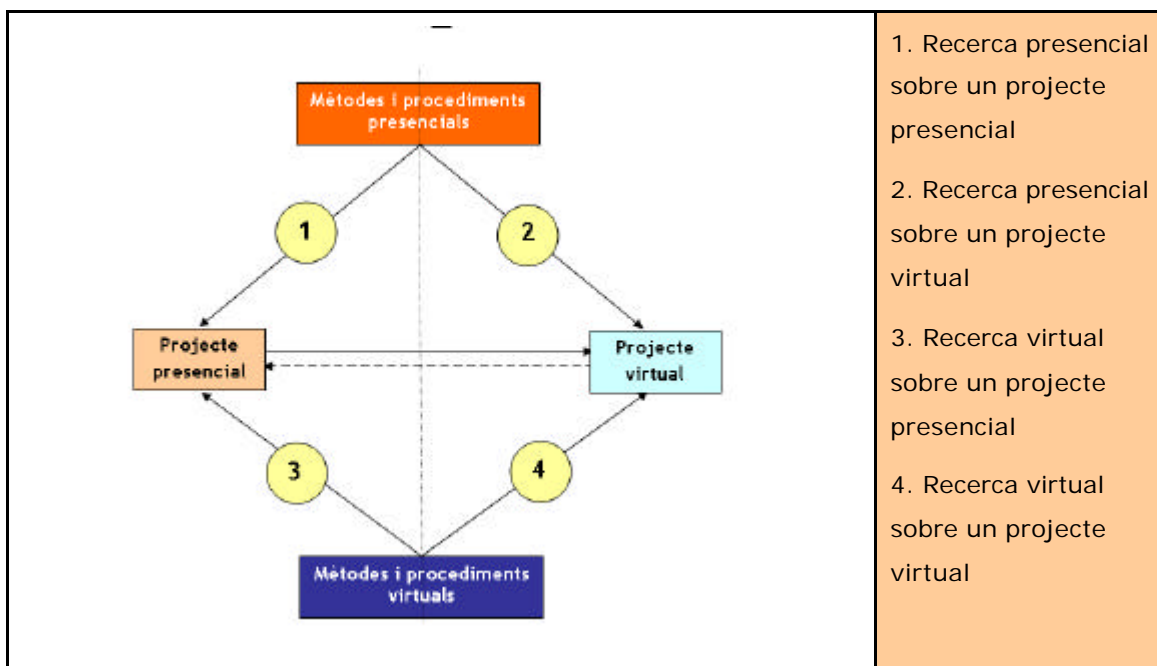 Mètodes i procediments
presencials
1
2
Projecte
presencial
Projecte
virtual
3
4
Mètodes i procediments
virtuals
1. Recerca presencial
sobre un projecte
presencial
2. Recerca presencial
sobre un projecte
virtual
3. Recerca virtual
sobre un projecte
presencial
4. Recerca virtual
sobre un projecte
virtual